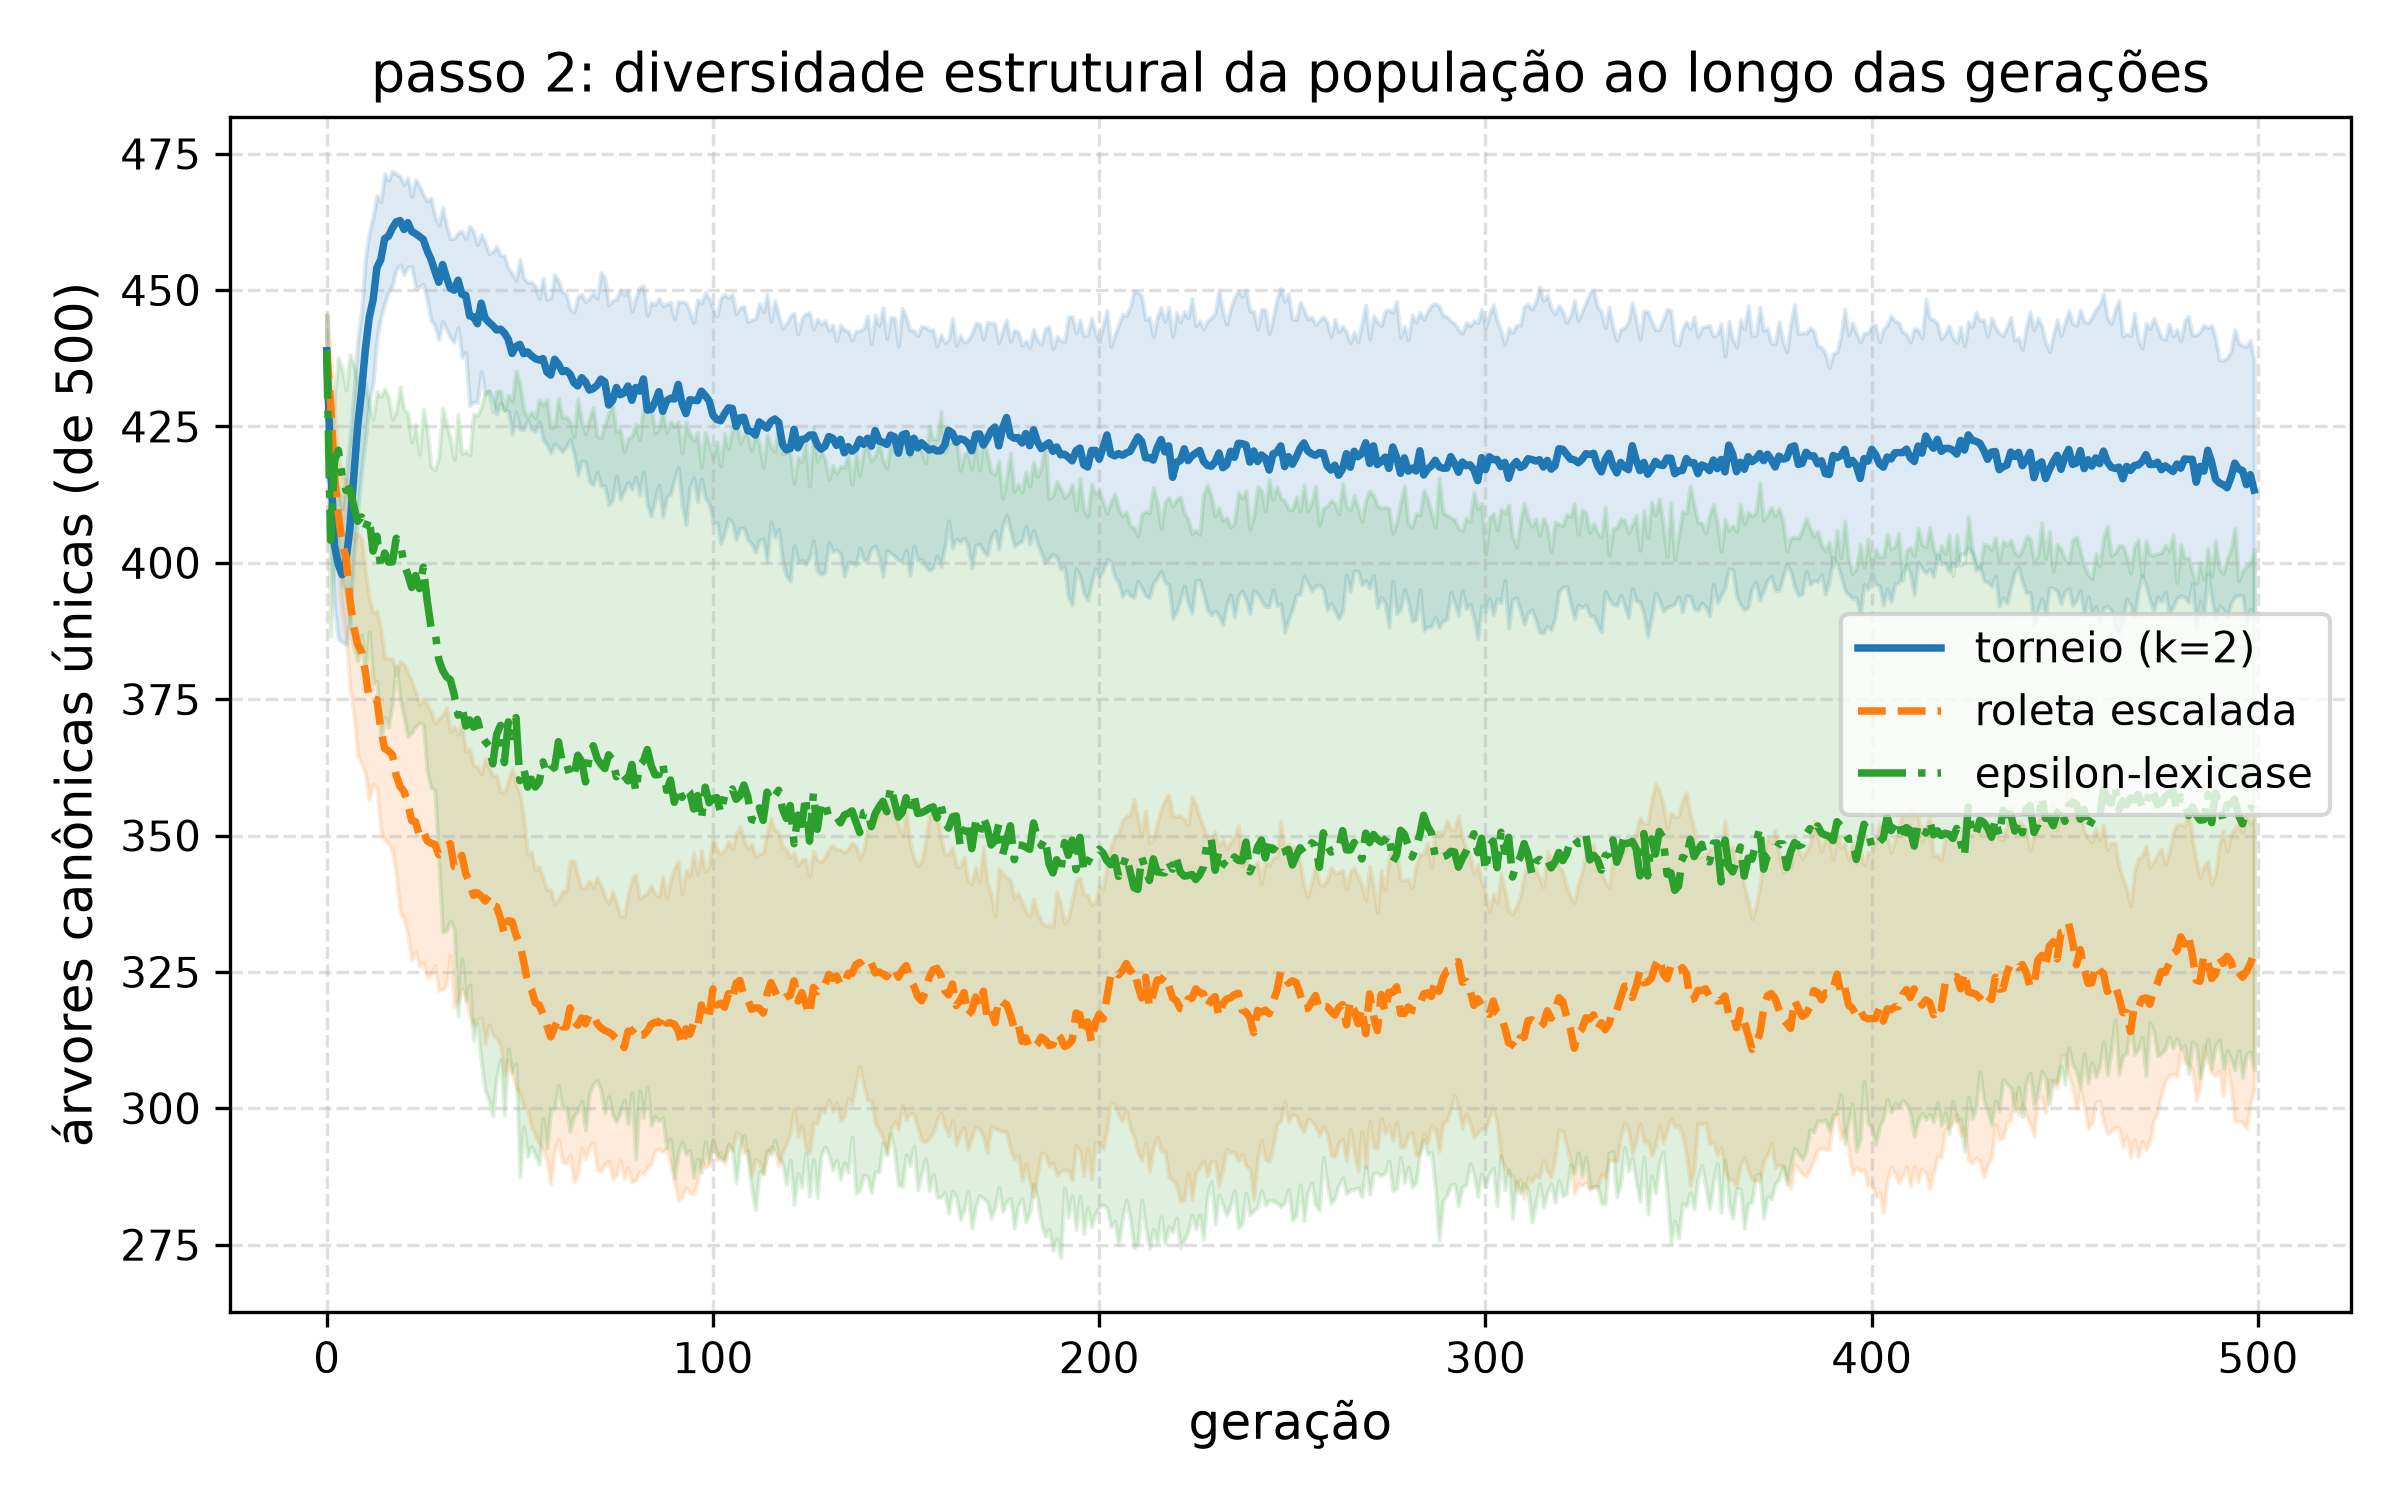 passo 2: diversidade estrutural da população ao longo das gerações
árvores canônicas únicas (de 500)
475
450
425
400
375
350
325
300
275
torneio (k=2)
roleta escalada
epsilon-lexicase
0 100 200 300 400 500
geração